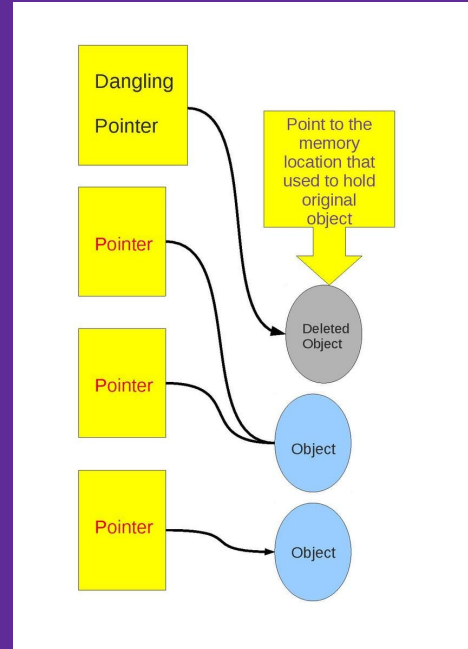 Dangling
Pointer
Point to the
memory
location that
used to hold
original
object
Pointer
Deleted
Object
Pointer
Object
Pointer
Object